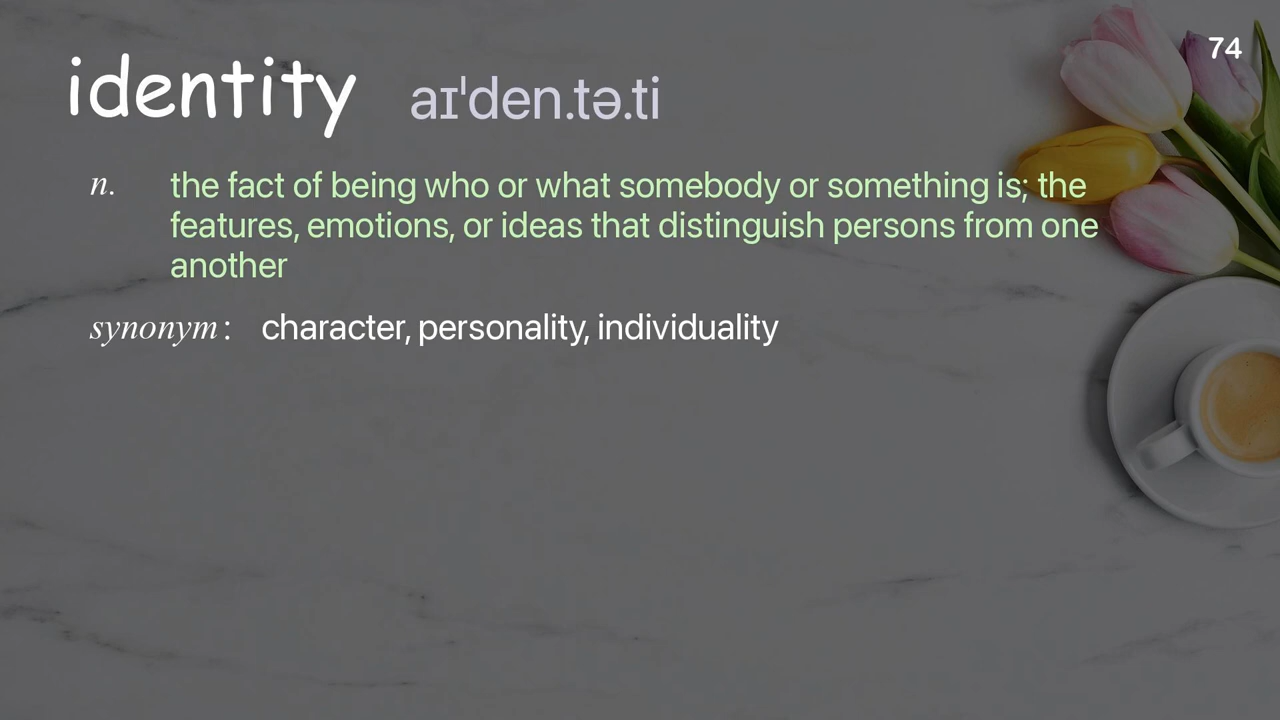 74
identity aɪˈden.tə.ti
n. the fact of being who or what somebody or something is; the
features, emotions, or ideas that distinguish persons from one
another
synonym: character, personality, individuality